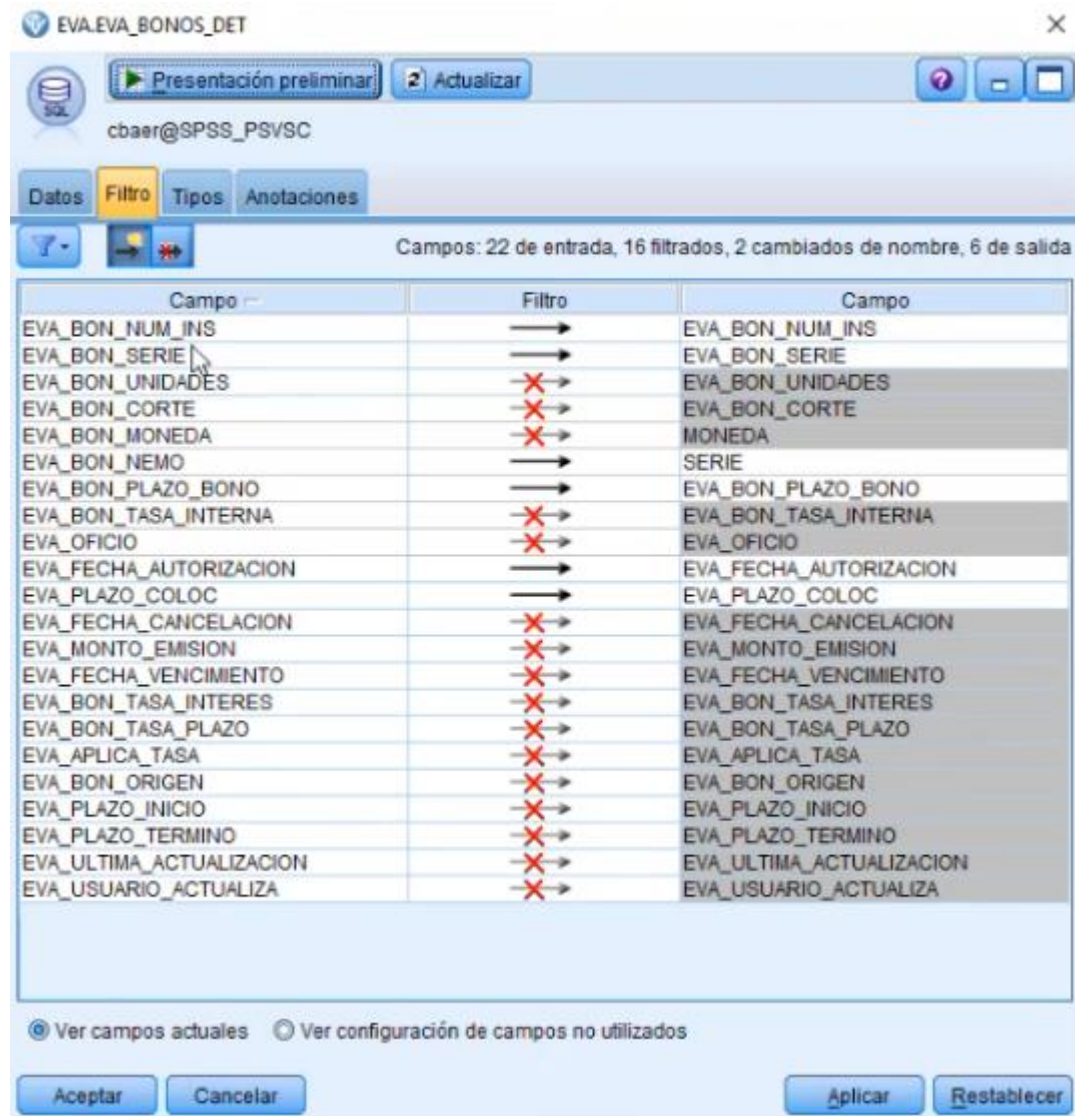 EVA.EVA_BONOS_DET
Presentación preliminar Actualizar
SQL
cbaer@SPSS_PSVSC
Datos Filtro Tipos Anotaciones
Campos: 22 de entrada, 16 filtrados, 2 cambiados de nombre, 6 de salida
Campo Filtro Campo
EVA_BON_NUM_INS EVA_BON_NUM_INS
EVA_BON_SERIE EVA_BON_SERIE
EVA_BON_UNIDADES EVA_BON_UNIDADES
EVA_BON_CORTE EVA_BON_CORTE
EVA_BON_MONEDA MONEDA
EVA_BON_NEMO SERIE
EVA_BON_PLAZO_BONO EVA_BON_PLAZO_BONO
EVA_BON_TASA_INTERNA EVA_BON_TASA_INTERNA
EVA_OFICIO EVA_OFICIO
EVA_FECHA_AUTORIZACION EVA_FECHA_AUTORIZACION
EVA_PLAZO_COLOC EVA_PLAZO_COLOC
EVA_FECHA_CANCELACION EVA_FECHA_CANCELACION
EVA_MONTO_EMISION EVA_MONTO_EMISION
EVA_FECHA_VENCIMIENTO EVA_FECHA_VENCIMIENTO
EVA_BON_TASA_INTERES EVA_BON_TASA_INTERES
EVA_BON_TASA_PLAZO EVA_BON_TASA_PLAZO
EVA_APLICA_TASA EVA_APLICA_TASA
EVA_BON_ORIGEN EVA_BON_ORIGEN
EVA_PLAZO_INICIO EVA_PLAZO_INICIO
EVA_PLAZO_TERMINO EVA_PLAZO_TERMINO
EVA_ULTIMA_ACTUALIZACION EVA_ULTIMA_ACTUALIZACION
EVA_USUARIO_ACTUALIZA EVA_USUARIO_ACTUALIZA
Ver campos actuales Ver configuración de campos no utilizados
Aceptar Cancelar Aplicar Restablecer